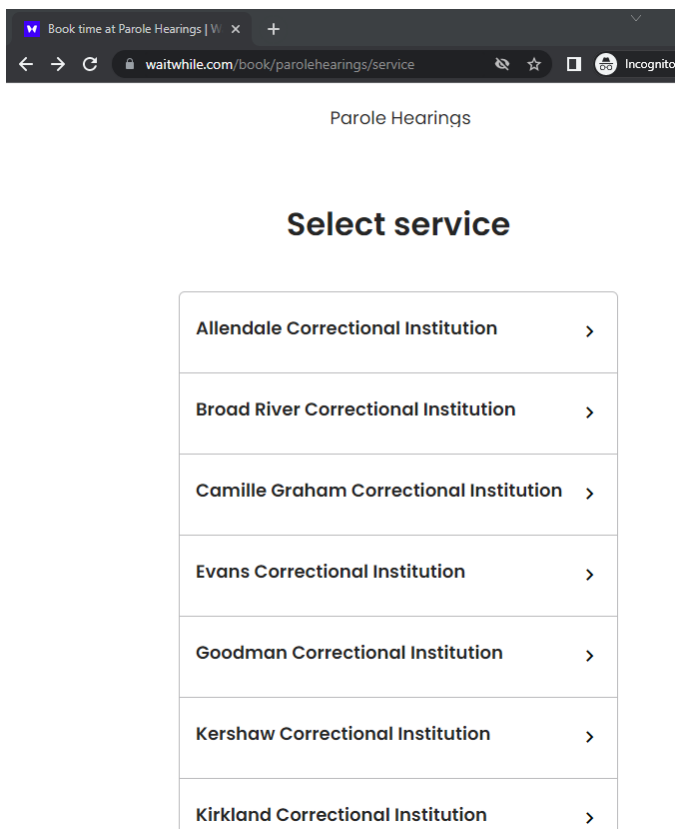 Book time at Parole Hearings | W
waitwhile.com/book/parolehearings/service
Incognito
Parole Hearings
Select service
Allendale Correctional Institution
Broad River Correctional Institution
Camille Graham Correctional Institution
Evans Correctional Institution
Goodman Correctional Institution
Kershaw Correctional Institution
Kirkland Correctional Institution